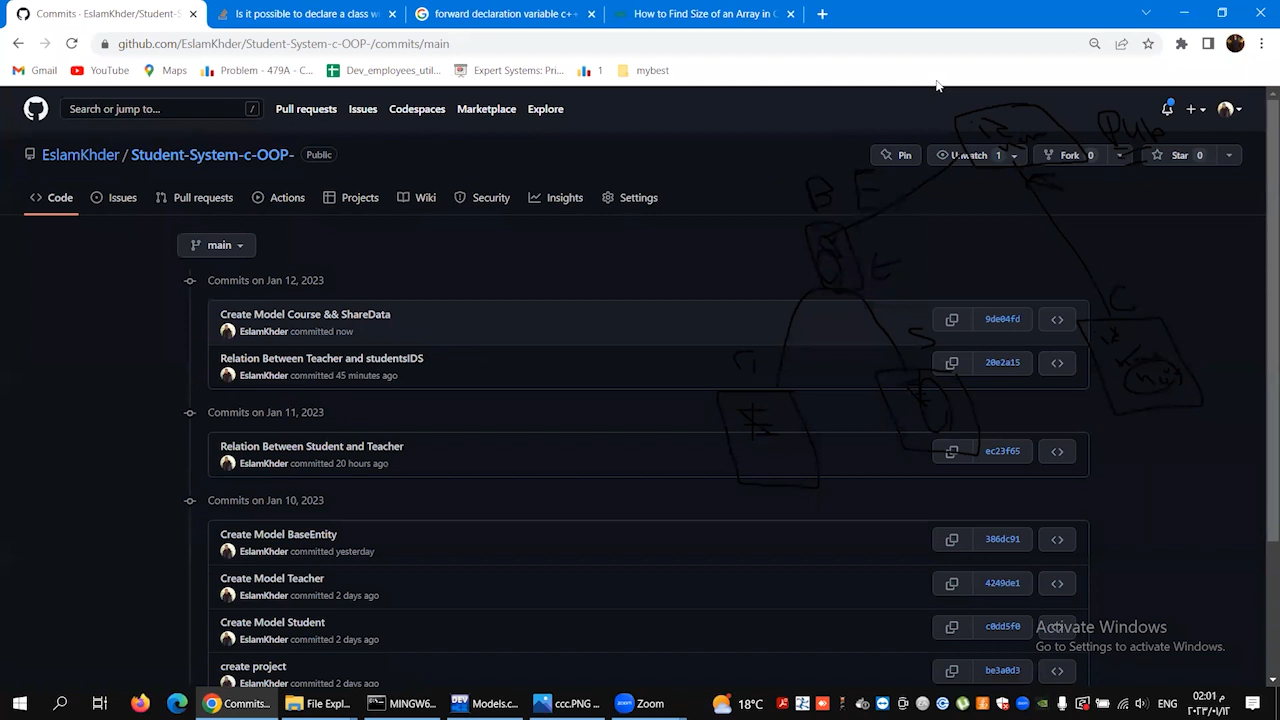 Commits · EslamKhder/Student-S
Is it possible to declare a class w
forward declaration variable c++
How to Find Size of an Array in C
github.com/EslamKhder/Student-System-c-OOP-/commits/main
Gmail
YouTube
Maps
Problem - 479A - C...
Dev_employees_util...
Expert Systems: Pri...
1
mybest
Search or jump to...
/
Pull requests
Issues
Codespaces
Marketplace
Explore
EslamKhder / Student-System-c-OOP-
Public
Pin
Unwatch 1
Fork 0
Star 0
Code
Issues
Pull requests
Actions
Projects
Wiki
Security
Insights
Settings
B E
main
t
Commits on Jan 12, 2023
C
Create Model Course && ShareData
EslamKhder committed now
9de04fd
S
Relation Between Teacher and studentsIDS
EslamKhder committed 45 minutes ago
20e2a15
Commits on Jan 11, 2023
Relation Between Student and Teacher
EslamKhder committed 20 hours ago
ec23f65
Commits on Jan 10, 2023
Create Model BaseEntity
EslamKhder committed yesterday
386dc91
Create Model Teacher
EslamKhder committed 2 days ago
4249de1
Create Model Student
EslamKhder committed 2 days ago
c0dd5f0
create project
EslamKhder committed 2 days ago
be3a0d3
Activate Windows
Go to Settings to activate Windows.
Commits...
File Expl...
MINGW6...
DEV
Models.c...
ccc.PNG ...
Zoom
18°C
ENG
م 02:01